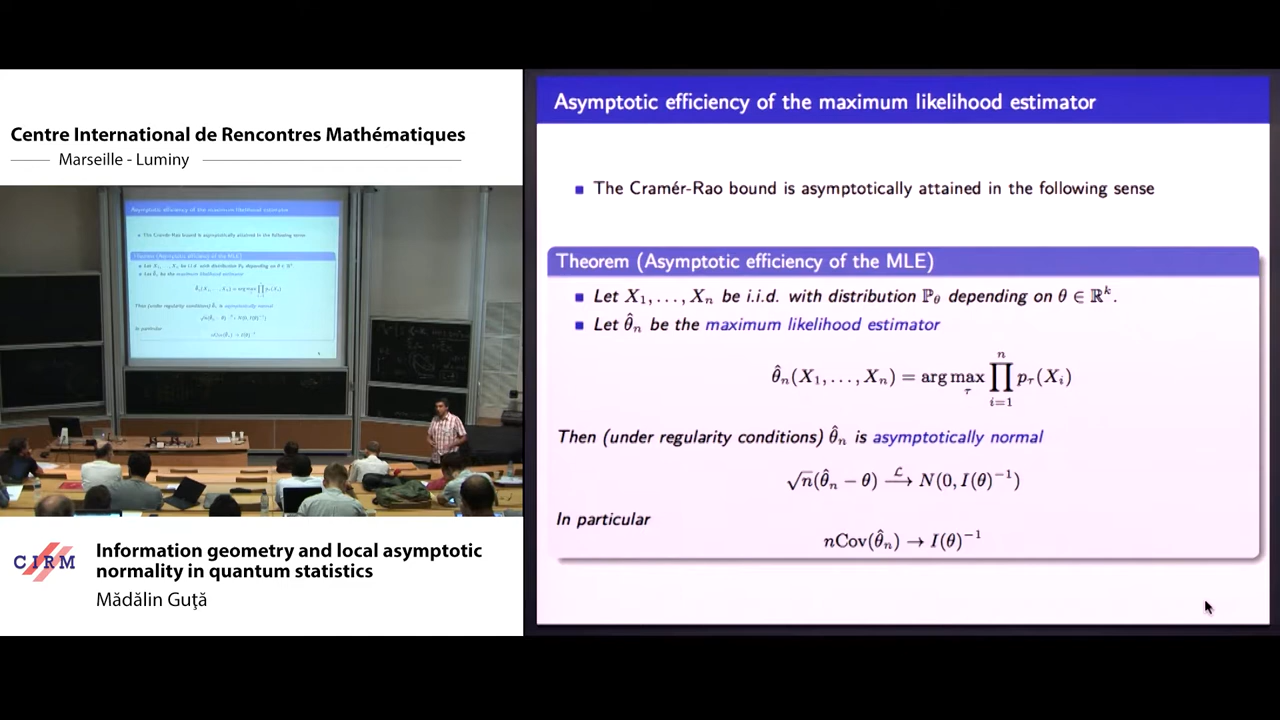 Centre International de Rencontres Mathématiques
Marseille - Luminy
CIRM
Information geometry and local asymptotic
normality in quantum statistics
Mădălin Guţă
Asymptotic efficiency of the maximum likelihood estimator
The Cramér-Rao bound is asymptotically attained in the following sense
Theorem (Asymptotic efficiency of the MLE)
Let X₁, . . . , Xₙ be i.i.d. with distribution ℙ_θ depending on θ ∈ ℝᵏ.
Let θ̂ₙ be the maximum likelihood estimator
θ̂ₙ(X₁, . . . , Xₙ) = arg max_τ ∏_{i=1}^{n} p_τ(Xᵢ)
Then (under regularity conditions) θ̂ₙ is asymptotically normal
√n(θ̂ₙ − θ) —ℒ→ N(0, I(θ)⁻¹)
In particular
nCov(θ̂ₙ) → I(θ)⁻¹